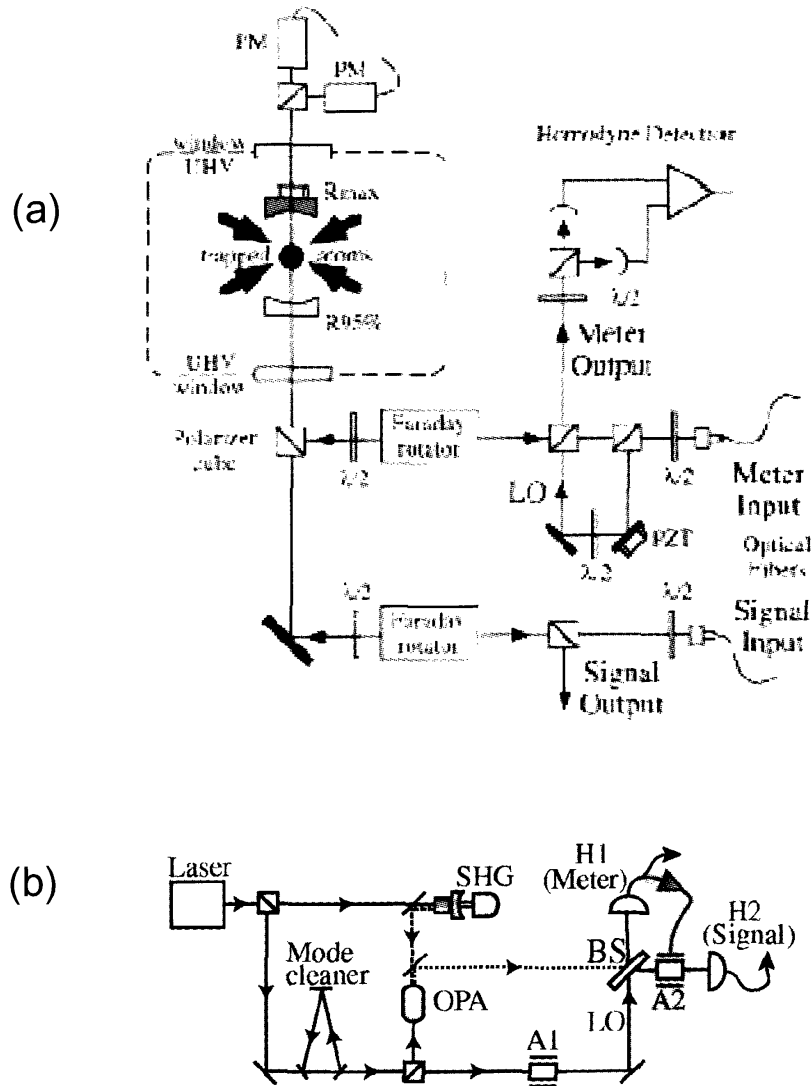 (a)
PM
PM
window
UHV
Rmax
trapped
atoms
R95%
UHV
window
Polarizer
cube
λ/2
Faraday
rotator
Homodyne Detection
λ/2
Meter
Output
LO
λ/2
PZT
λ/2
Meter
Input
Optical
Fibers
λ/2
Faraday
rotator
λ/2
Signal
Input
Signal
Output
(b)
Laser
SHG
H1
(Meter)
H2
(Signal)
Mode
cleaner
OPA
BS
LO
A2
A1